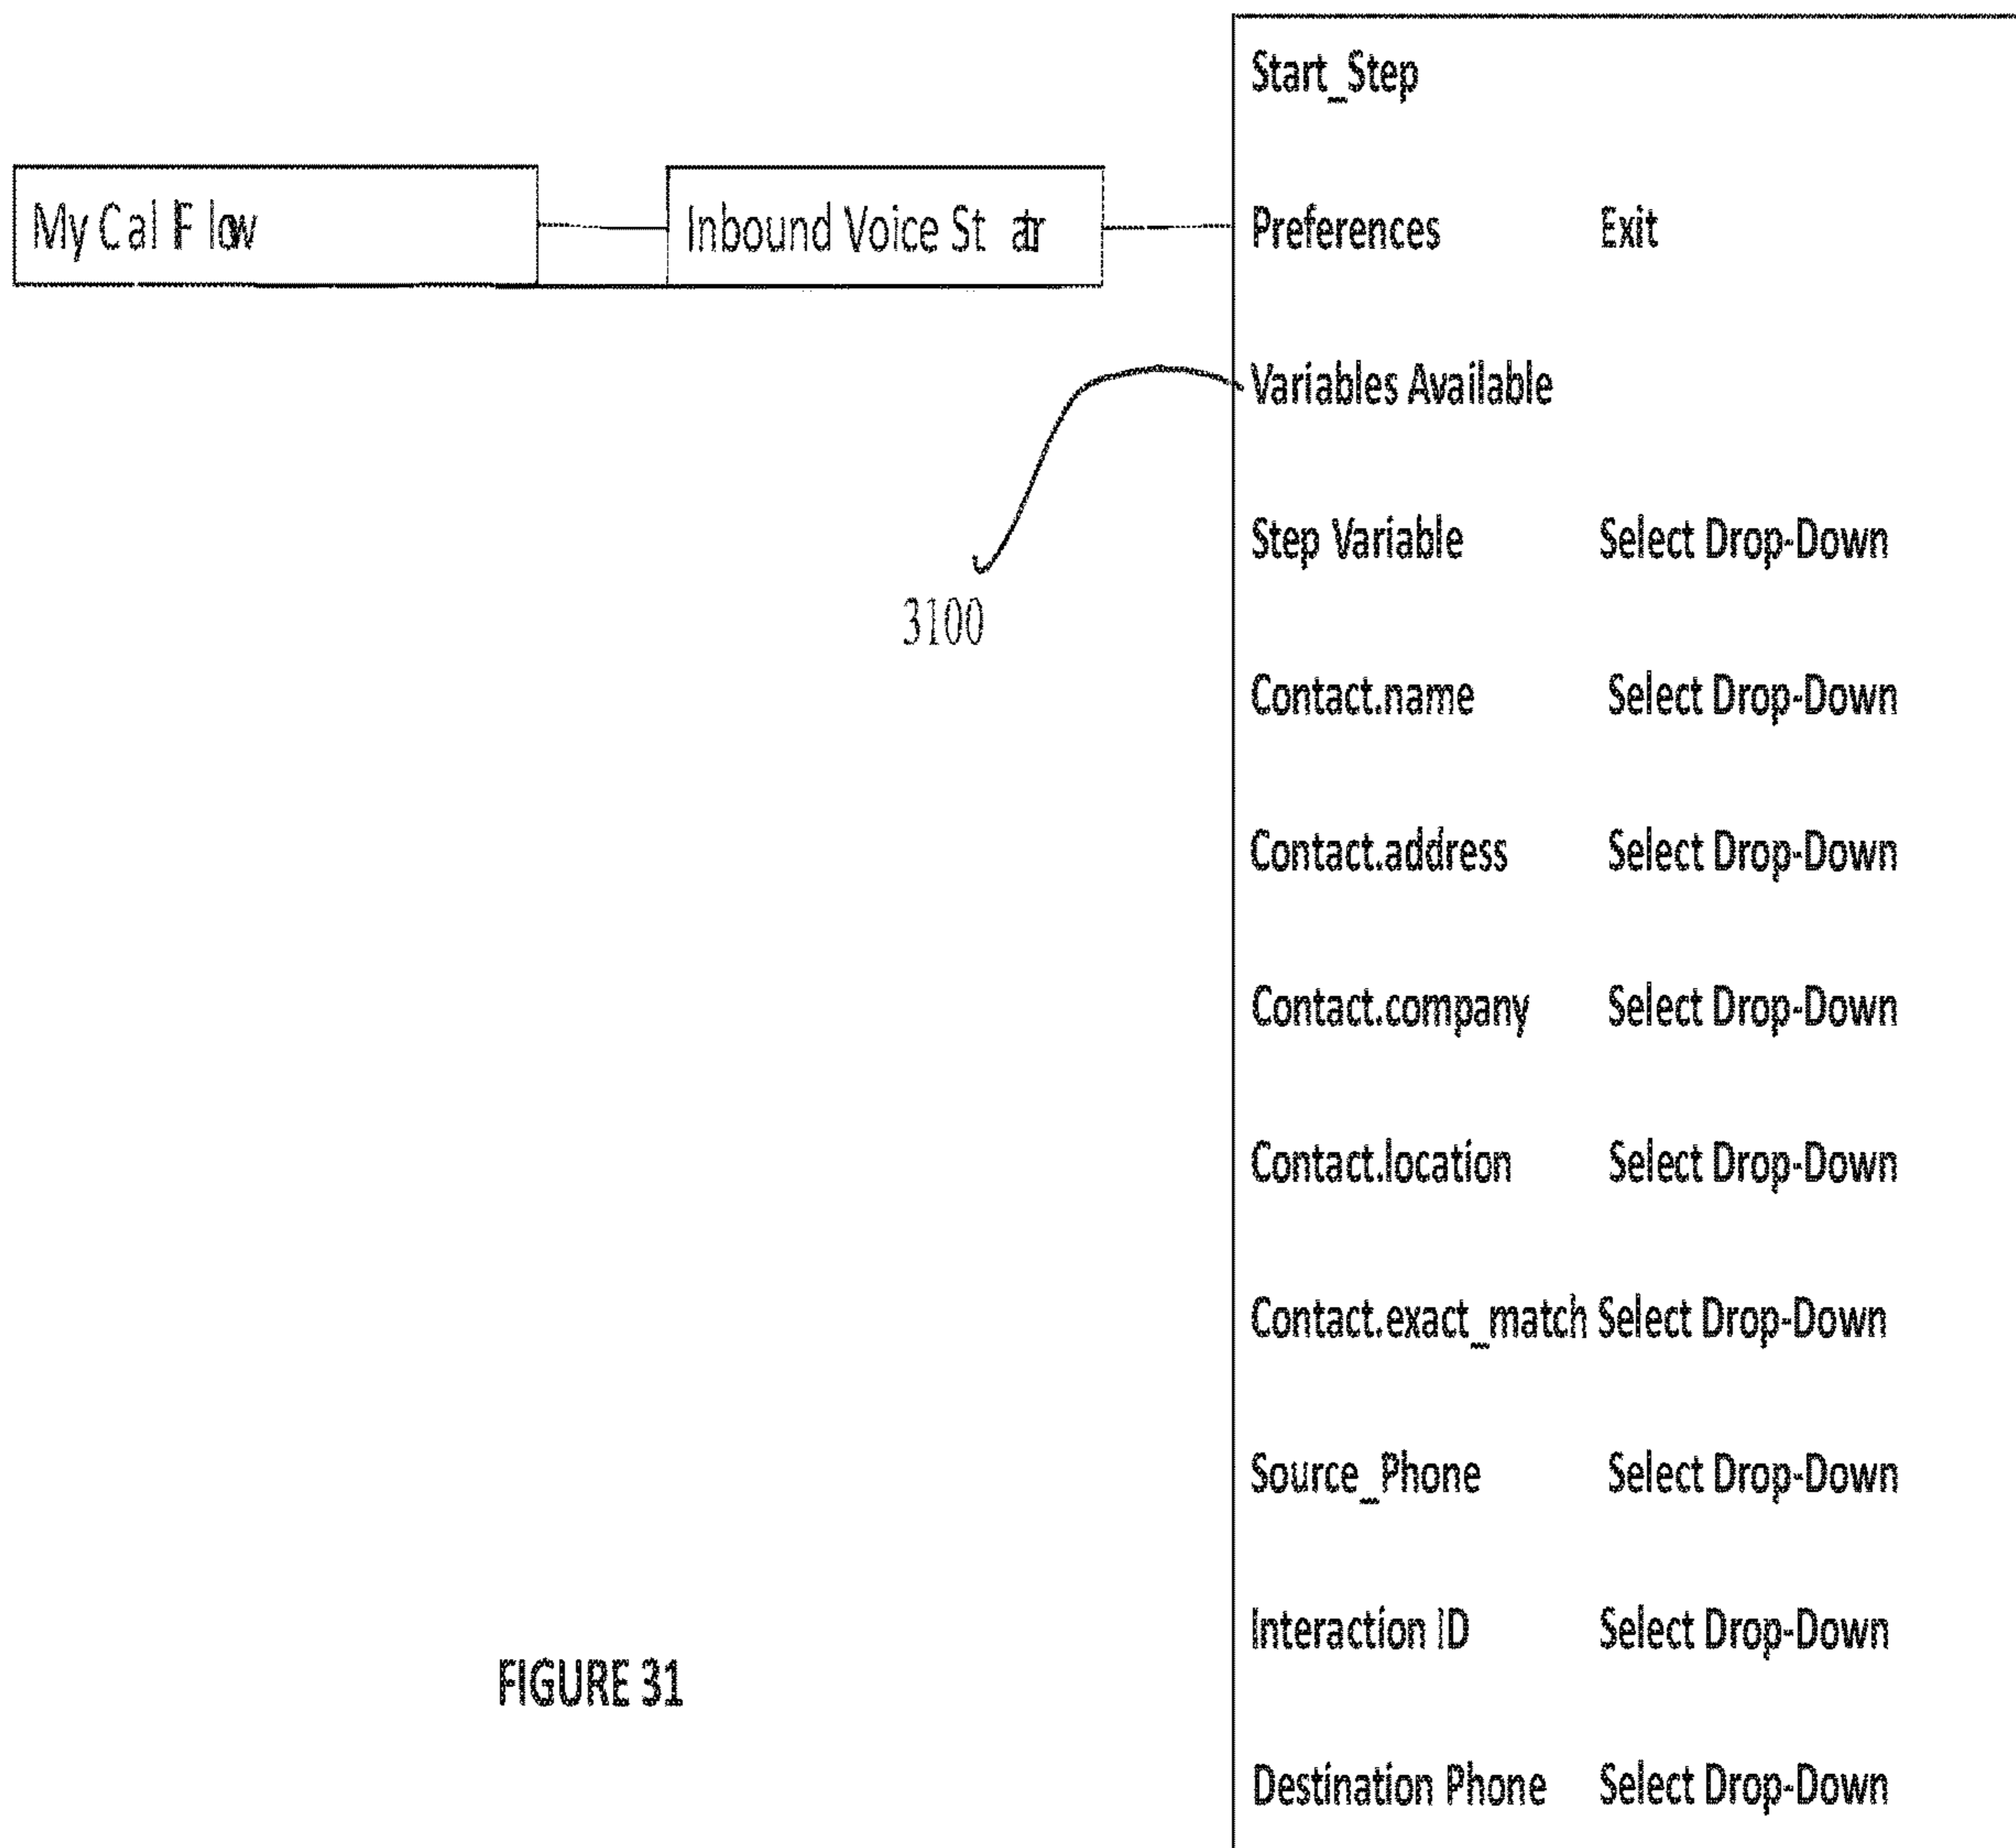 Start_Step
My Cal lF low
Inbound Voice St atr
Preferences Exit
Variables Available
3100
Step Variable Select Drop-Down
Contact.name Select Drop-Down
Contact.address Select Drop-Down
Contact.company Select Drop-Down
Contact.location Select Drop-Down
Contact.exact_match Select Drop-Down
Source_Phone Select Drop-Down
Interaction ID Select Drop-Down
Destination Phone Select Drop-Down
FIGURE 31